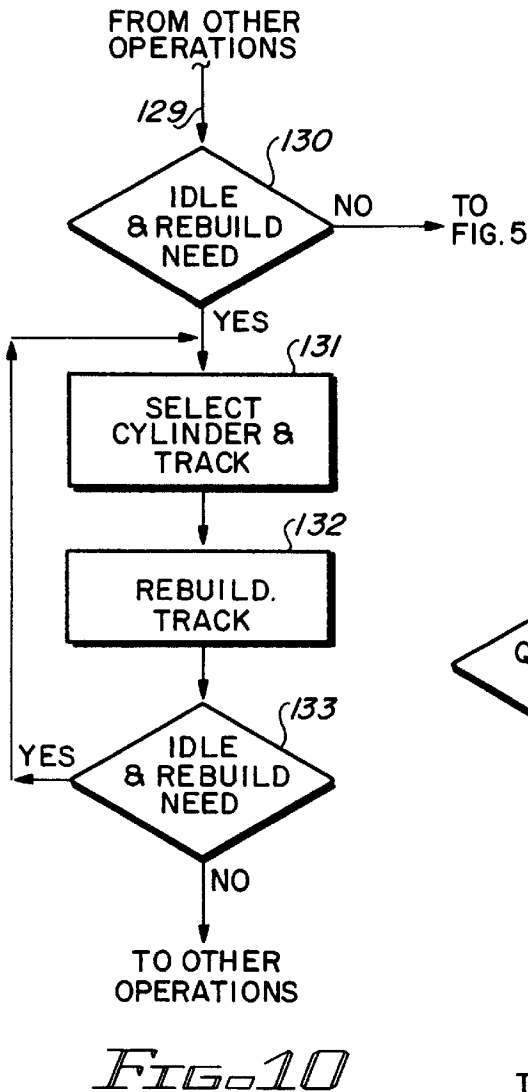 FROM OTHER
OPERATIONS
129
130
IDLE
& REBUILD
NEED
NO
TO
FIG. 5
YES
131
SELECT
CYLINDER &
TRACK
132
REBUILD.
TRACK
133
IDLE
& REBUILD
NEED
YES
NO
TO OTHER
OPERATIONS
FIG. 10
Q
T